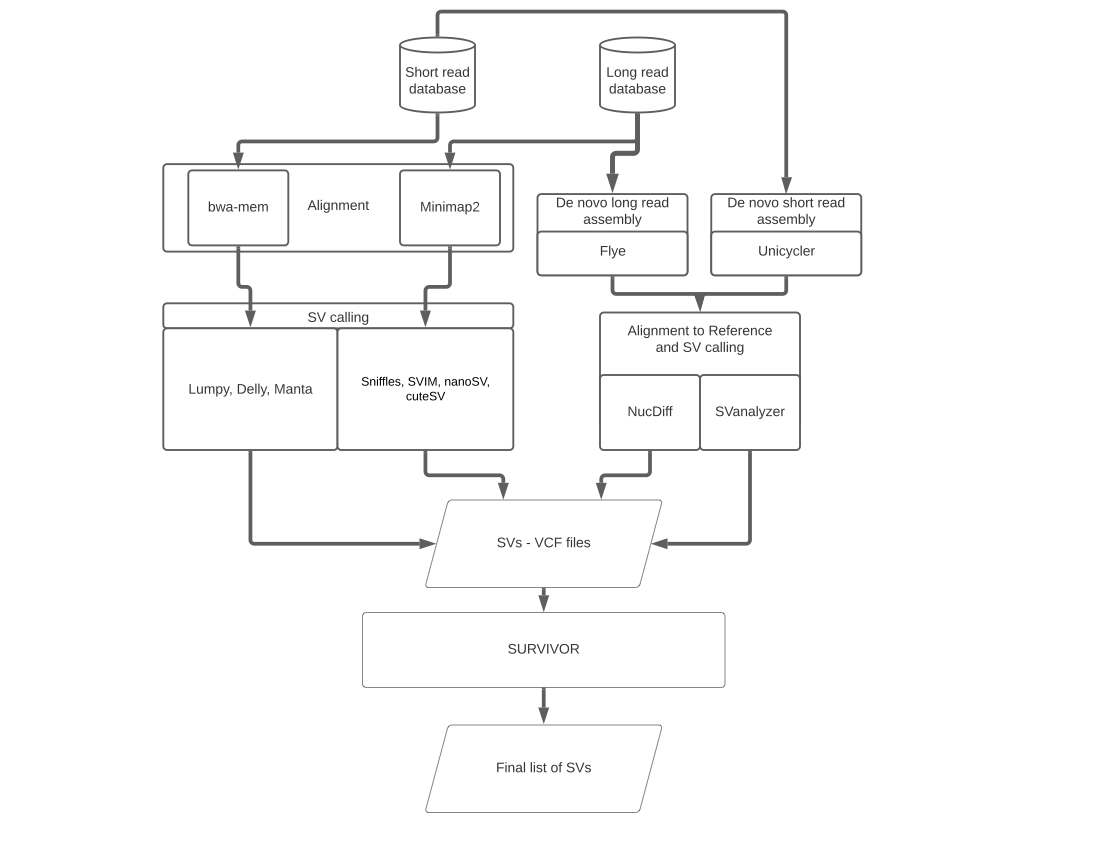 Short read
database
Long read
database
bwa-mem
Alignment
Minimap2
De novo long read
assembly
Flye
De novo short read
assembly
Unicycler
SV calling
Lumpy, Delly, Manta
Sniffles, SVIM, nanoSV,
cuteSV
Alignment to Reference
and SV calling
NucDiff
SVanalyzer
SVs - VCF files
SURVIVOR
Final list of SVs